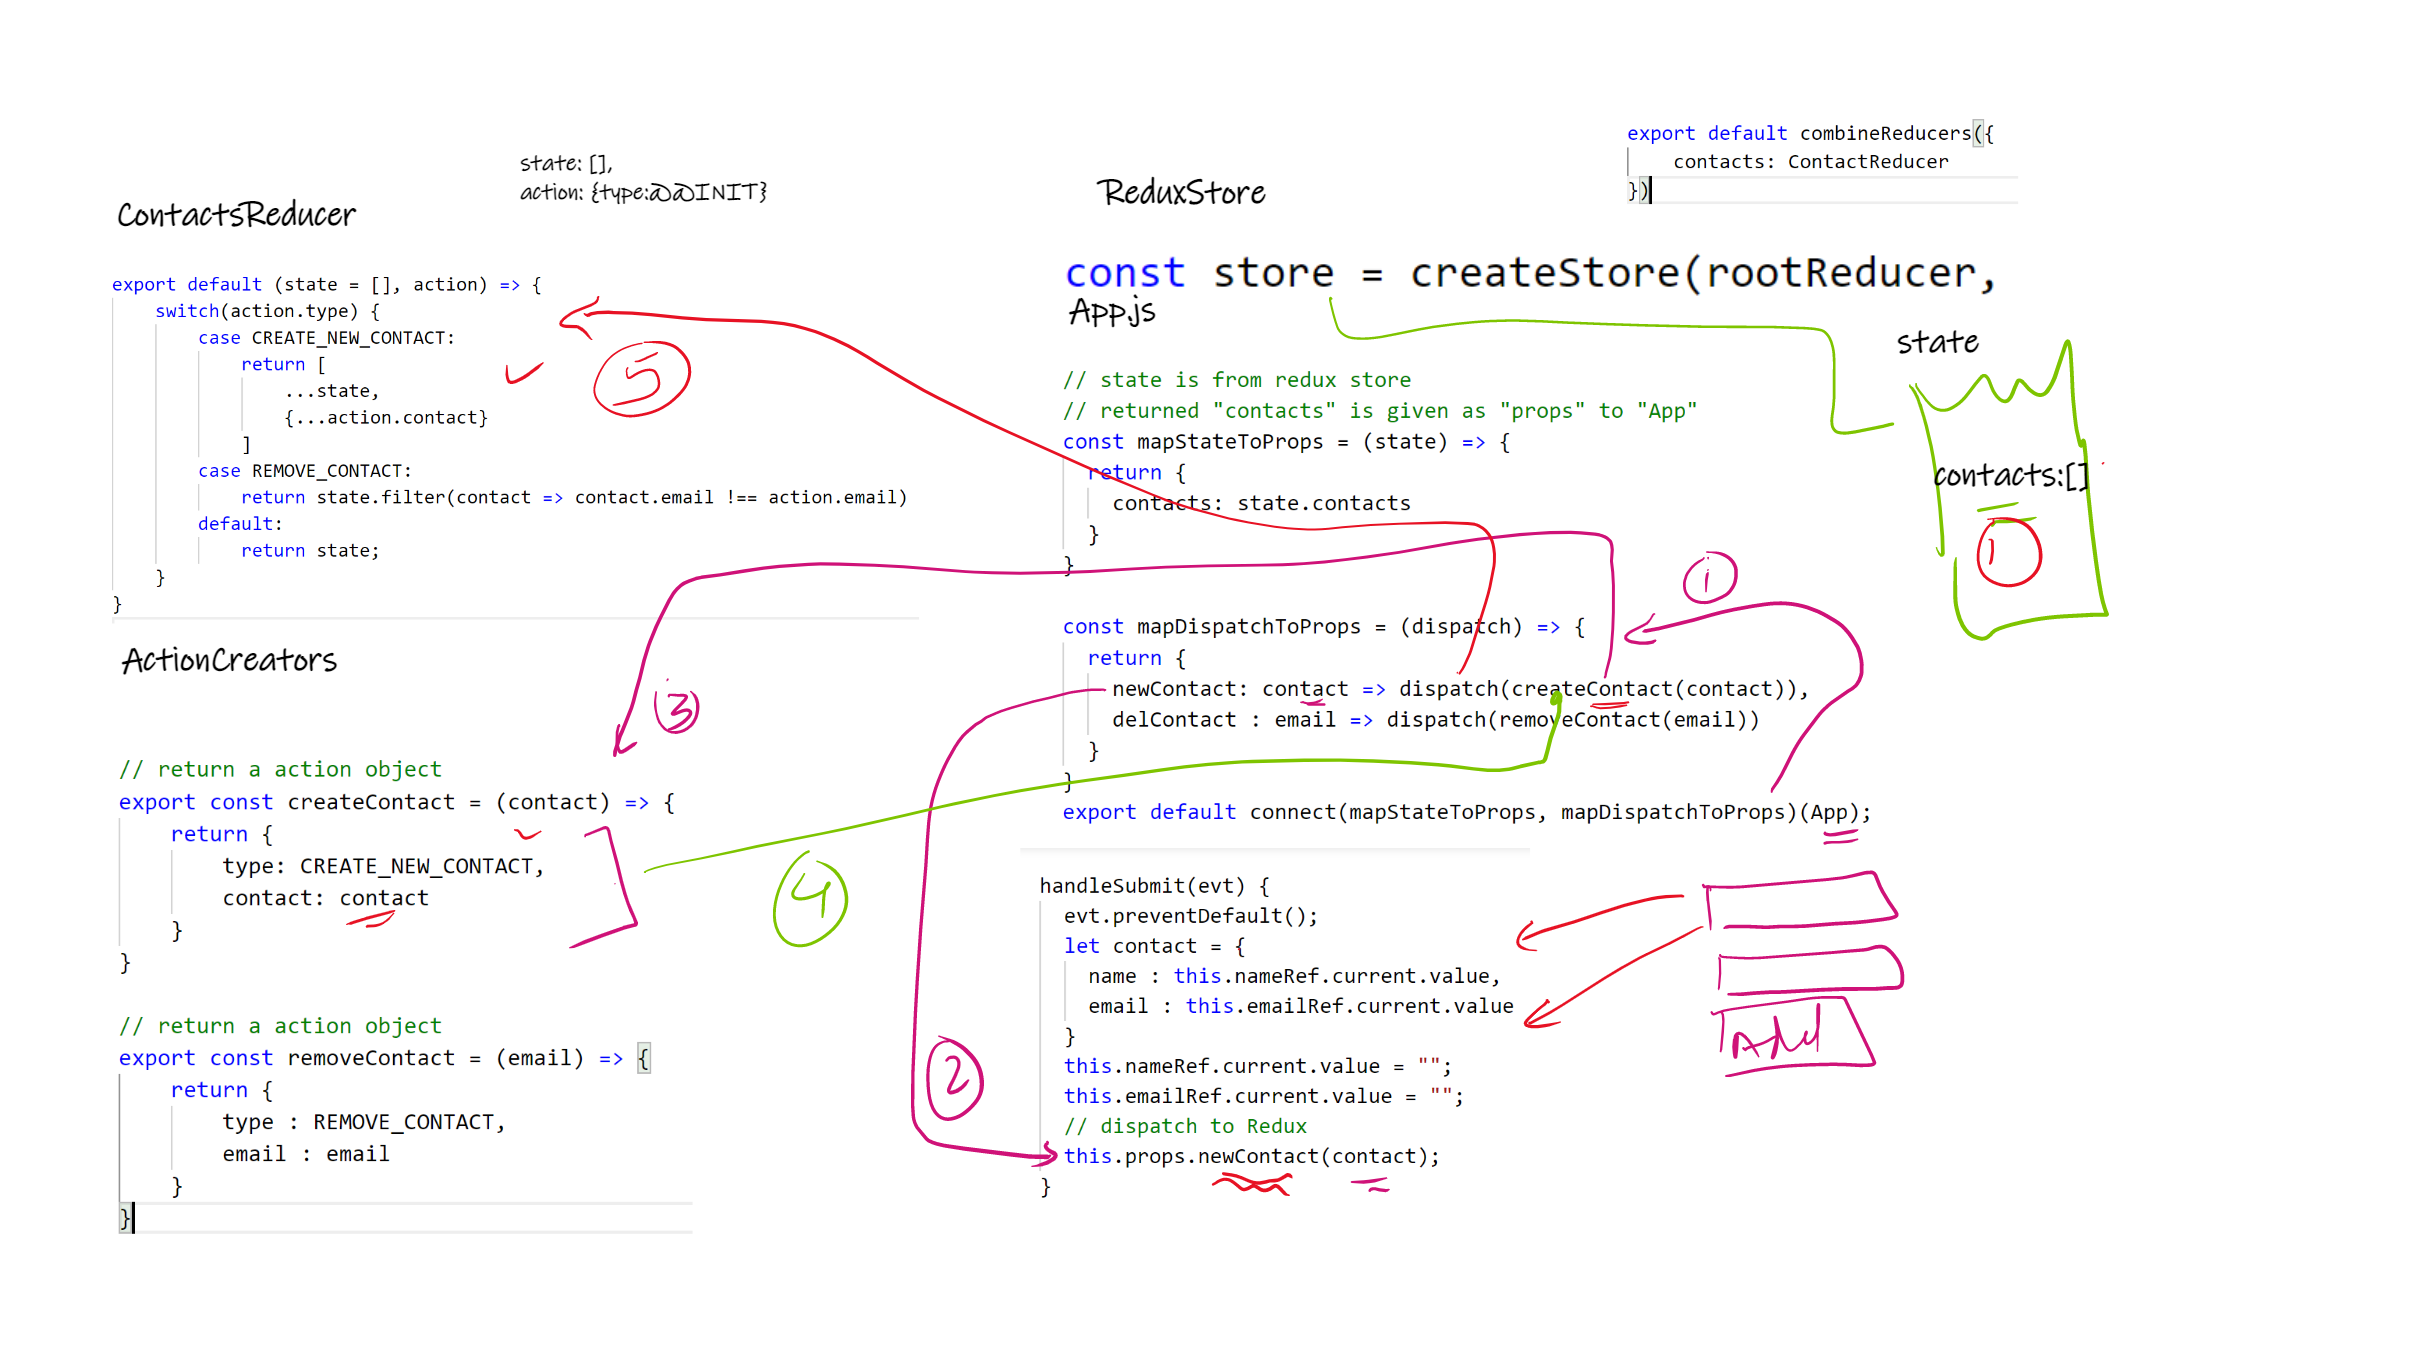 state: [],
action: {type:@@INIT}
ContactsReducer
export default (state = [], action) => {
switch(action.type) {
case CREATE_NEW_CONTACT:
return [
...state,
{...action.contact}
]
case REMOVE_CONTACT:
return state.filter(contact => contact.email !== action.email)
default:
return state;
}
}
5
ActionCreators
3
// return a action object
export const createContact = (contact) => {
return {
type: CREATE_NEW_CONTACT,
contact: contact
}
}
4
// return a action object
export const removeContact = (email) => {
return {
type : REMOVE_CONTACT,
email : email
}
}
export default combineReducers({
contacts: ContactReducer
})
ReduxStore
const store = createStore(rootReducer,
App.js
// state is from redux store
// returned "contacts" is given as "props" to "App"
const mapStateToProps = (state) => {
return {
contacts: state.contacts
}
}
const mapDispatchToProps = (dispatch) => {
return {
newContact: contact => dispatch(createContact(contact)),
delContact : email => dispatch(removeContact(email))
}
}
export default connect(mapStateToProps, mapDispatchToProps)(App);
handleSubmit(evt) {
evt.preventDefault();
let contact = {
name : this.nameRef.current.value,
email : this.emailRef.current.value
}
this.nameRef.current.value = "";
this.emailRef.current.value = "";
// dispatch to Redux
this.props.newContact(contact);
}
2
state
contacts:[]
1
1
Add